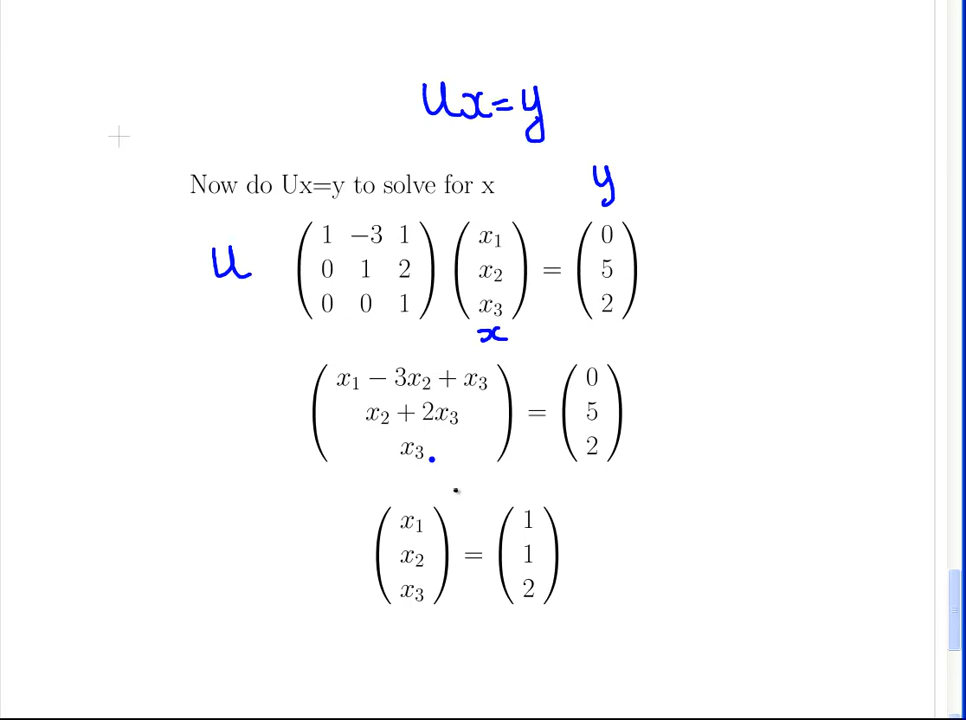 Ux=y
Now do Ux=y to solve for x
y
U
( 1 −3 1 ) ( x₁ ) ( 0 )
( 0 1 2 ) ( x₂ ) = ( 5 )
( 0 0 1 ) ( x₃ ) ( 2 )
x
( x₁ − 3x₂ + x₃ ) ( 0 )
( x₂ + 2x₃ ) = ( 5 )
( x₃ ) ( 2 )
( x₁ ) ( 1 )
( x₂ ) = ( 1 )
( x₃ ) ( 2 )